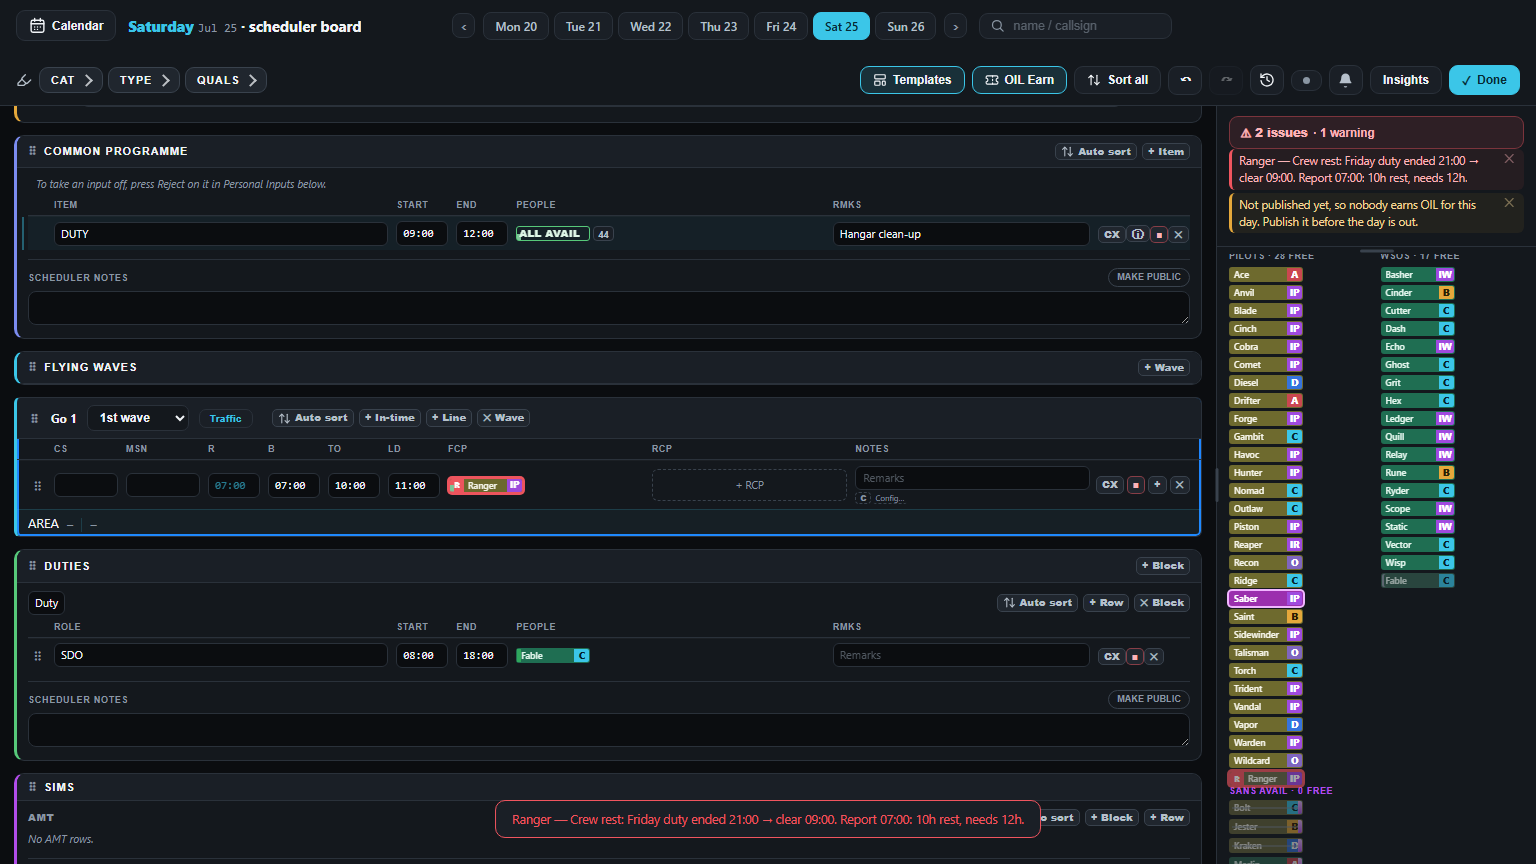 Calendar
Saturday Jul 25 · scheduler board
Mon 20
Tue 21
Wed 22
Thu 23
Fri 24
Sat 25
Sun 26
name / callsign
CAT
TYPE
QUALS
Templates
OIL Earn
Sort all
Insights
✓ Done
⚠ 2 issues · 1 warning
Ranger — Crew rest: Friday duty ended 21:00 →
clear 09:00. Report 07:00: 10h rest, needs 12h.
Not published yet, so nobody earns OIL for this
day. Publish it before the day is out.
COMMON PROGRAMME
Auto sort
+ Item
To take an input off, press Reject on it in Personal Inputs below.
ITEM START END PEOPLE RMKS
DUTY 09:00 12:00 ALL AVAIL 44 Hangar clean-up CX
SCHEDULER NOTES
MAKE PUBLIC
FLYING WAVES
+ Wave
Go 1 1st wave Traffic Auto sort + In-time + Line × Wave
CS MSN R B TO LD FCP RCP NOTES
07:00 07:00 10:00 11:00 R Ranger IP + RCP Remarks CX
C Config...
AREA – | –
DUTIES
+ Block
Duty
Auto sort + Row × Block
ROLE START END PEOPLE RMKS
SDO 08:00 18:00 Fable C Remarks CX
SCHEDULER NOTES
MAKE PUBLIC
SIMS
AMT
o sort + Block + Row
No AMT rows.
Ranger — Crew rest: Friday duty ended 21:00 → clear 09:00. Report 07:00: 10h rest, needs 12h.
PILOTS · 28 FREE
Ace A
Anvil IP
Blade IP
Cinch IP
Cobra IP
Comet IP
Diesel D
Drifter A
Forge IP
Gambit C
Havoc IP
Hunter IP
Nomad C
Outlaw C
Piston IP
Reaper IR
Recon O
Ridge C
Saber IP
Saint B
Sidewinder IP
Talisman O
Torch C
Trident IP
Vandal IP
Vapor D
Warden IP
Wildcard O
R Ranger IP
WSOS · 17 FREE
Basher IW
Cinder B
Cutter C
Dash C
Echo IW
Ghost C
Grit C
Hex C
Ledger IW
Quill IW
Relay IW
Rune B
Ryder C
Scope IW
Static IW
Vector C
Wisp C
Fable C
SANS AVAIL · 0 FREE
Bolt C
Jester B
Kraken D